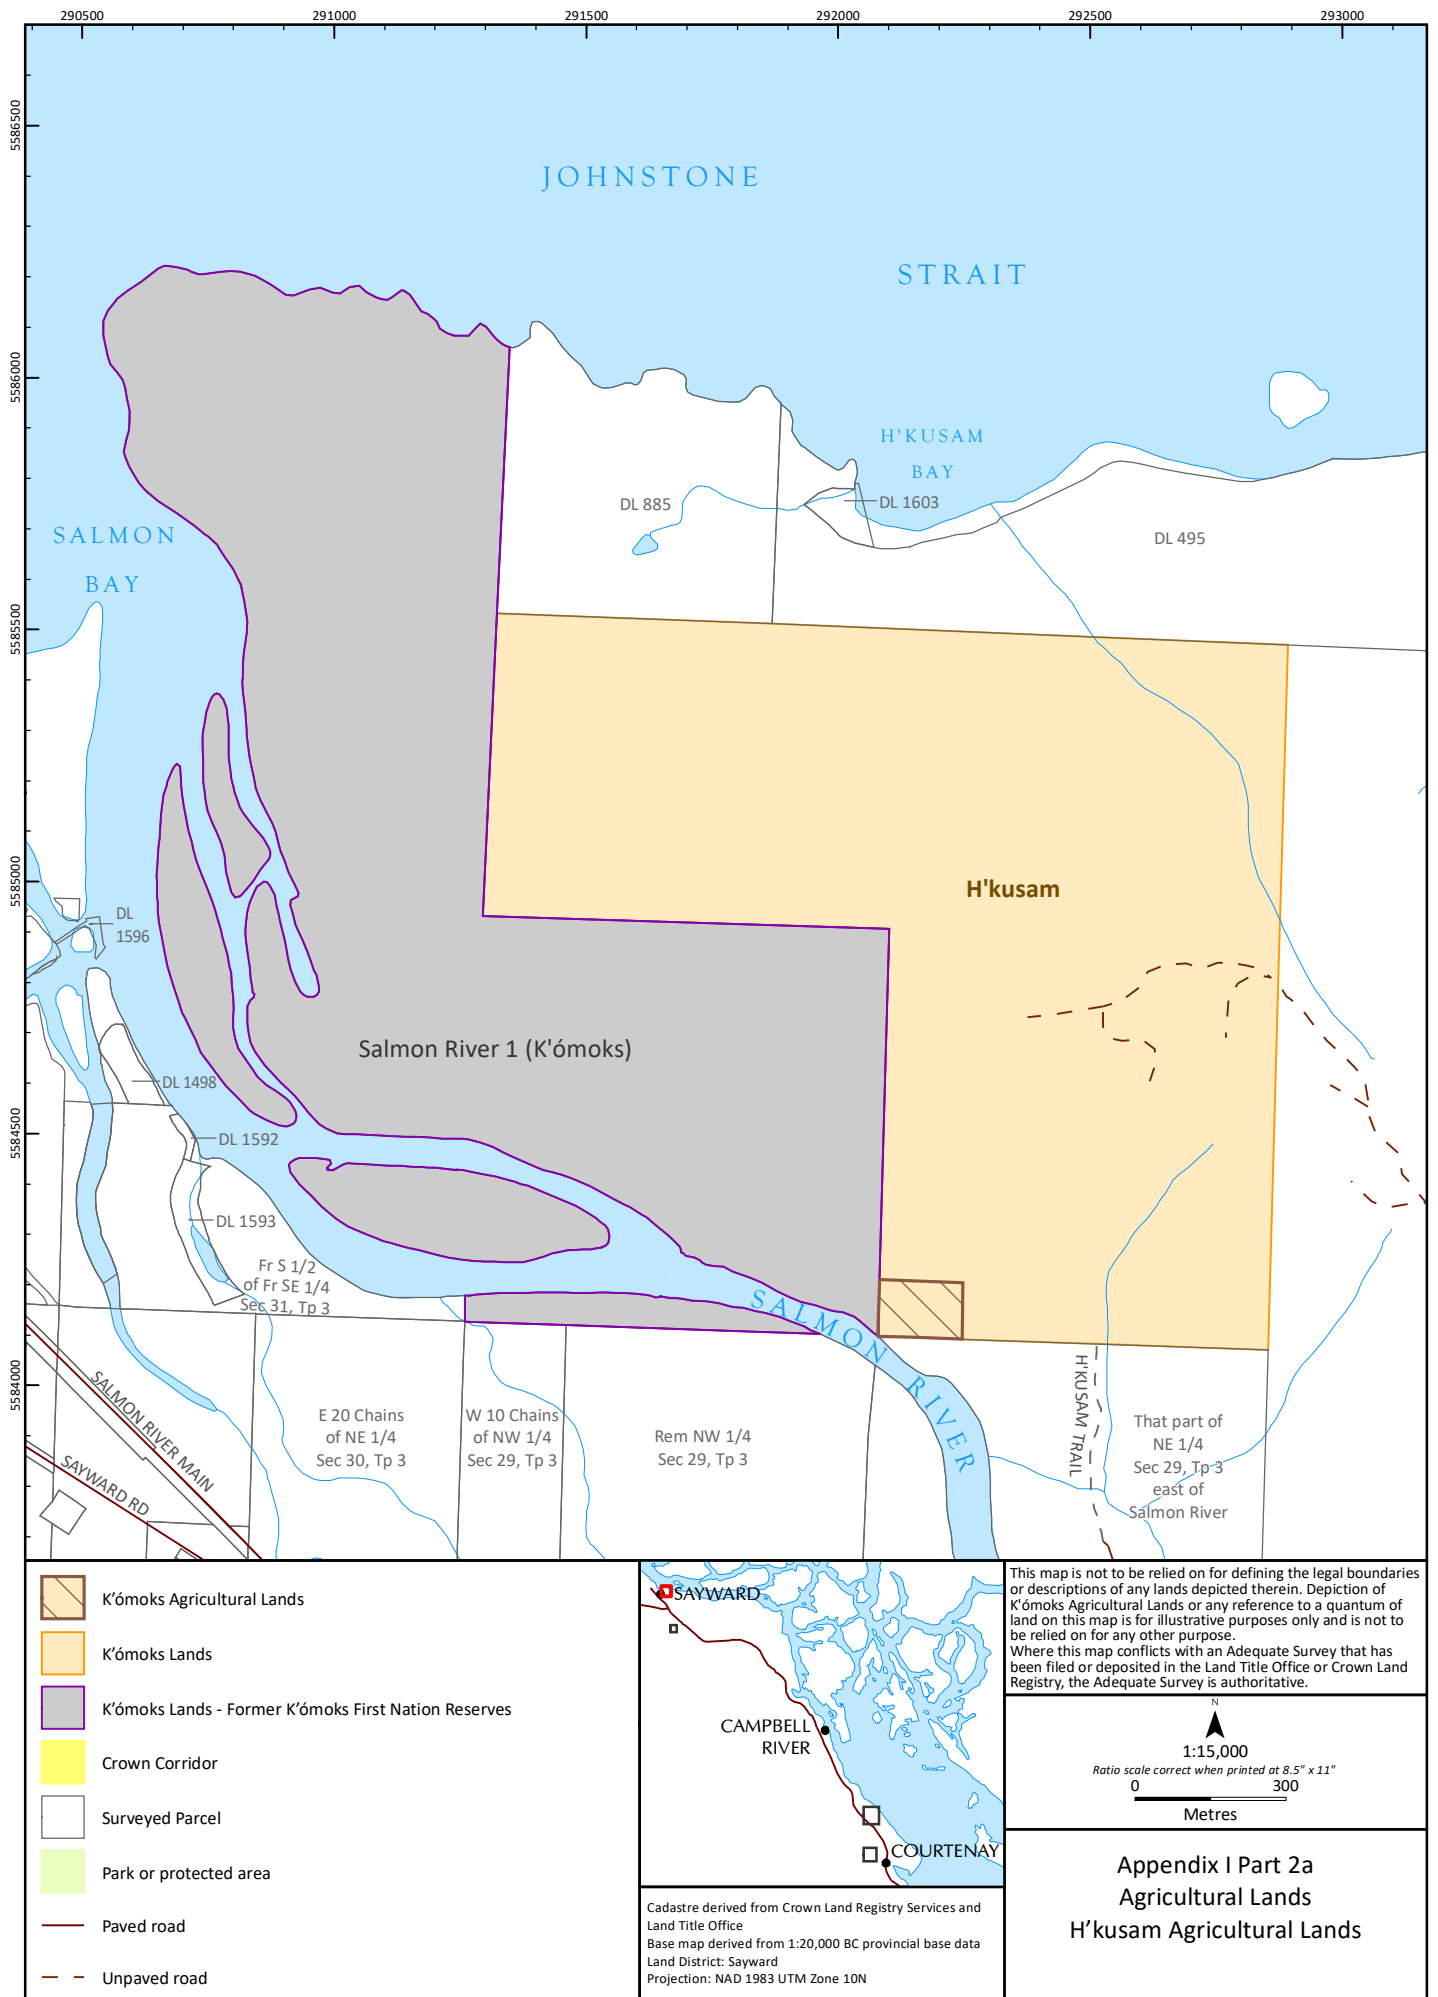 290500
291000
291500
292000
292500
293000
5586500
5586000
5585500
5585000
5584500
5584000
JOHNSTONE
STRAIT
H'KUSAM
BAY
SALMON
BAY
DL 885
DL 1603
DL 495
H'kusam
DL
1596
Salmon River 1 (K'ómoks)
DL 1498
DL 1592
DL 1593
Fr S 1/2
of Fr SE 1/4
Sec 31, Tp 3
SALMON RIVER
SALMON RIVER MAIN
SAYWARD RD
E 20 Chains
of NE 1/4
Sec 30, Tp 3
W 10 Chains
of NW 1/4
Sec 29, Tp 3
Rem NW 1/4
Sec 29, Tp 3
H'KUSAM TRAIL
That part of
NE 1/4
Sec 29, Tp 3
east of
Salmon River
K’ómoks Agricultural Lands
K’ómoks Lands
K’ómoks Lands - Former K’ómoks First Nation Reserves
Crown Corridor
Surveyed Parcel
Park or protected area
Paved road
Unpaved road
SAYWARD
CAMPBELL
RIVER
COURTENAY
Cadastre derived from Crown Land Registry Services and
Land Title Office
Base map derived from 1:20,000 BC provincial base data
Land District: Sayward
Projection: NAD 1983 UTM Zone 10N
This map is not to be relied on for defining the legal boundaries
or descriptions of any lands depicted therein. Depiction of
K’ómoks Agricultural Lands or any reference to a quantum of
land on this map is for illustrative purposes only and is not to
be relied on for any other purpose.
Where this map conflicts with an Adequate Survey that has
been filed or deposited in the Land Title Office or Crown Land
Registry, the Adequate Survey is authoritative.
N
1:15,000
Ratio scale correct when printed at 8.5" x 11"
0 300
Metres
Appendix I Part 2a
Agricultural Lands
H’kusam Agricultural Lands